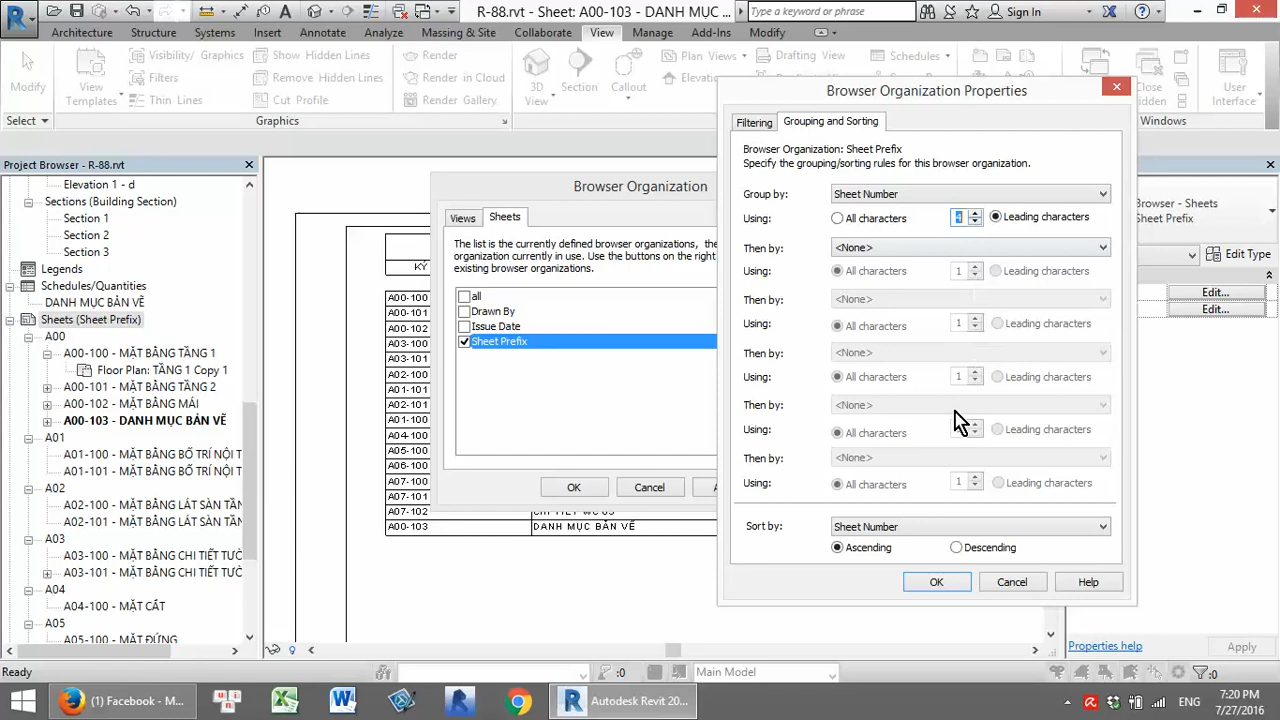 R-88.rvt - Sheet: A00-103 - DANH MỤC ...
Type a keyword or phrase
Sign In
Architecture Structure Systems Insert Annotate Analyze Massing & Site Collaborate View Manage Add-Ins Modify
Modify
View
Templates
Visibility/ Graphics
Filters
Thin Lines
Show Hidden Lines
Remove Hidden Lines
Cut Profile
Render
Render in Cloud
Render Gallery
3D
View
Section
Callout
Plan Views
Elevation
Drafting View
Schedules
Close
Hidden
User
Interface
Select
Graphics
Windows
Project Browser - R-88.rvt
Elevation 1 - d
Sections (Building Section)
Section 1
Section 2
Section 3
Legends
Schedules/Quantities
DANH MỤC BẢN VẼ
Sheets (Sheet Prefix)
A00
A00-100 - MẶT BẰNG TẦNG 1
Floor Plan: TẦNG 1 Copy 1
A00-101 - MẶT BẰNG TẦNG 2
A00-102 - MẶT BẰNG MÁI
A00-103 - DANH MỤC BẢN VẼ
A01
A01-100 - MẶT BẰNG BỐ TRÍ NỘI T
A02
A02-100 - MẶT BẰNG LÁT SÀN TẦN
A02-101 - MẶT BẰNG LÁT SÀN TẦN
A03
A03-100 - MẶT BẰNG CHI TIẾT TƯỜ
A03-101 - MẶT BẰNG CHI TIẾT TƯỜ
A04
A04-100 - MẶT CẮT
A05
A05-100 - MẶT ĐỨNG
KÝ
A00-100
A00-101
A00-102
A03-100
A03-101
A01-100
A04-100
A05-100
A06-100
A07-101
A07-102
A00-103
DANH MỤC BẢN VẼ
Browser Organization
Views
Sheets
The list is the currently defined browser organizations, the
organization currently in use. Use the buttons on the right
existing browser organizations.
all
Drawn By
Issue Date
Sheet Prefix
OK
Cancel
A
Browser Organization Properties
Filtering
Grouping and Sorting
Browser Organization: Sheet Prefix
Specify the grouping/sorting rules for this browser organization.
Group by: Sheet Number
Using: All characters 4 Leading characters
Then by: <None>
Using: All characters 1 Leading characters
Then by: <None>
Using: All characters 1 Leading characters
Then by: <None>
Using: All characters 1 Leading characters
Then by: <None>
Using: All characters Leading characters
Then by: <None>
Using: All characters 1 Leading characters
Sort by: Sheet Number
Ascending Descending
OK Cancel Help
Browser - Sheets
Sheet Prefix
Edit Type
Edit...
Edit...
Properties help
Apply
Ready
:0
Main Model
:0
(1) Facebook - M...
Autodesk Revit 20...
ENG
7:20 PM
7/27/2016